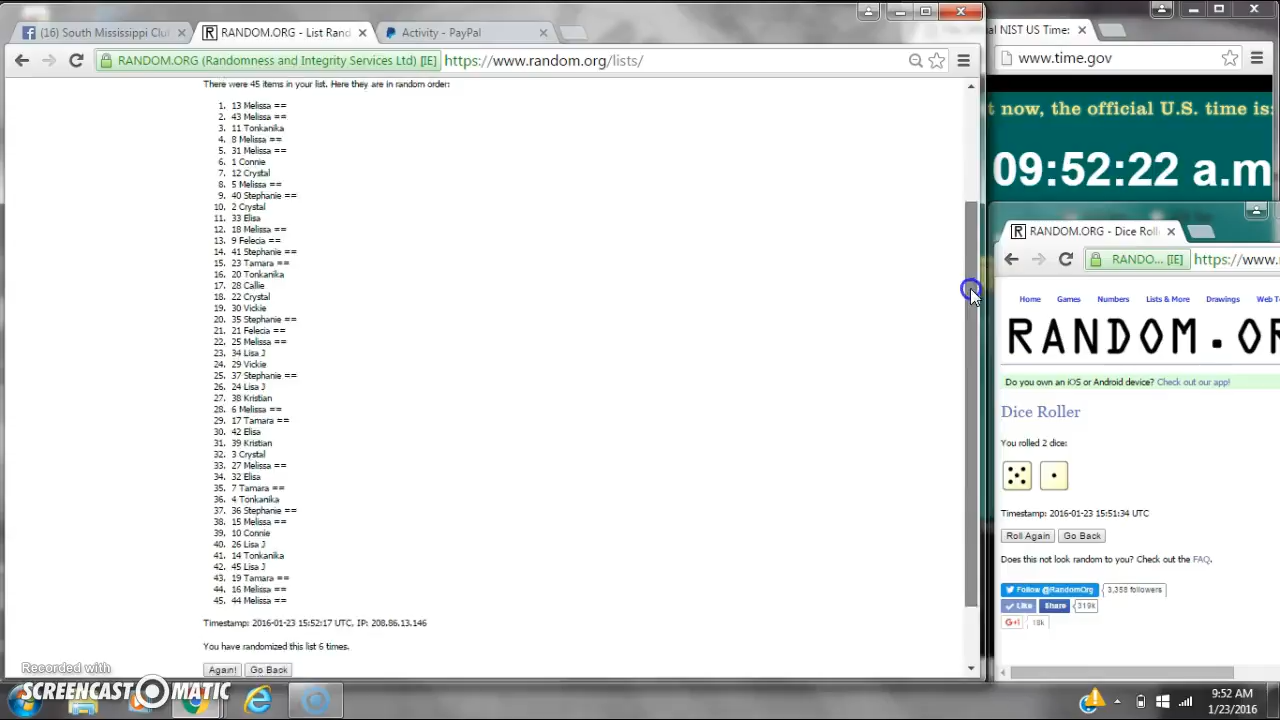 (16) South Mississippi Clu
RANDOM.ORG - List Rand
Activity - PayPal
RANDOM.ORG (Randomness and Integrity Services Ltd) [IE]
https://www.random.org/lists/
There were 45 items in your list. Here they are in random order:
1. 13 Melissa ==
2. 43 Melissa ==
3. 11 Tonkanika
4. 8 Melissa ==
5. 31 Melissa ==
6. 1 Connie
7. 12 Crystal
8. 5 Melissa ==
9. 40 Stephanie ==
10. 2 Crystal
11. 33 Elisa
12. 18 Melissa ==
13. 9 Felecia ==
14. 41 Stephanie ==
15. 23 Tamara ==
16. 20 Tonkanika
17. 28 Callie
18. 22 Crystal
19. 30 Vickie
20. 35 Stephanie ==
21. 21 Felecia ==
22. 25 Melissa ==
23. 34 Lisa J
24. 29 Vickie
25. 37 Stephanie ==
26. 24 Lisa J
27. 38 Kristian
28. 6 Melissa ==
29. 17 Tamara ==
30. 42 Elisa
31. 39 Kristian
32. 3 Crystal
33. 27 Melissa ==
34. 32 Elisa
35. 7 Tamara ==
36. 4 Tonkanika
37. 36 Stephanie ==
38. 15 Melissa ==
39. 10 Connie
40. 26 Lisa J
41. 14 Tonkanika
42. 45 Lisa J
43. 19 Tamara ==
44. 16 Melissa ==
45. 44 Melissa ==
Timestamp: 2016-01-23 15:52:17 UTC, IP: 208.86.13.146
You have randomized this list 6 times.
Again! Go Back
al NIST US Time:
www.time.gov
t now, the official U.S. time is:
09:52:22 a.m
RANDOM.ORG - Dice Roll
RANDO... [IE]
https://www.
Home Games Numbers Lists & More Drawings Web T
RANDOM.OR
Do you own an iOS or Android device? Check out our app!
Dice Roller
You rolled 2 dice:
Timestamp: 2016-01-23 15:51:34 UTC
Roll Again Go Back
Does this not look random to you? Check out the FAQ.
Follow @RandomOrg 3,356 followers
Like Share 319k
G+1 18k
Recorded with
SCREENCAST MATIC
9:52 AM
1/23/2016